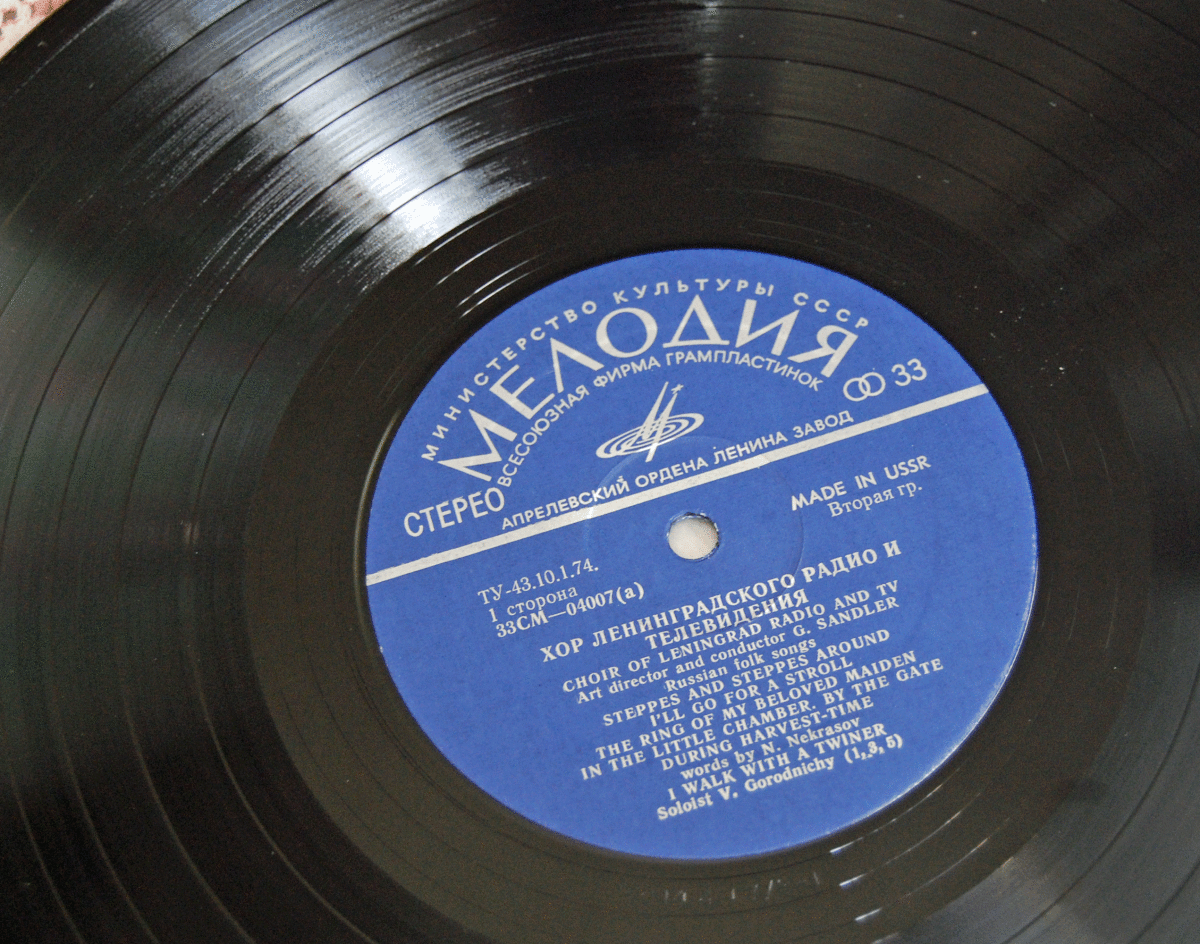 МИНИСТЕРСТВО КУЛЬТУРЫ СССР
МЕЛОДИЯ
ВСЕСОЮЗНАЯ ФИРМА ГРАМПЛАСТИНОК
СТЕРЕО
33
АПРЕЛЕВСКИЙ ОРДЕНА ЛЕНИНА ЗАВОД
MADE IN USSR
Вторая гр.
ТУ-43.10.1.74.
1 сторона
33СМ—04007(а)
ХОР ЛЕНИНГРАДСКОГО РАДИО И
ТЕЛЕВИДЕНИЯ
CHOIR OF LENINGRAD RADIO AND TV
Art director and conductor G. SANDLER
Russian folk songs
STEPPES AND STEPPES AROUND
I'LL GO FOR A STROLL
THE RING OF MY BELOVED MAIDEN
IN THE LITTLE CHAMBER. BY THE GATE
DURING HARVEST-TIME
words by N. Nekrasov
I WALK WITH A TWINER
Soloist V. Gorodnichy (1, 3, 5)